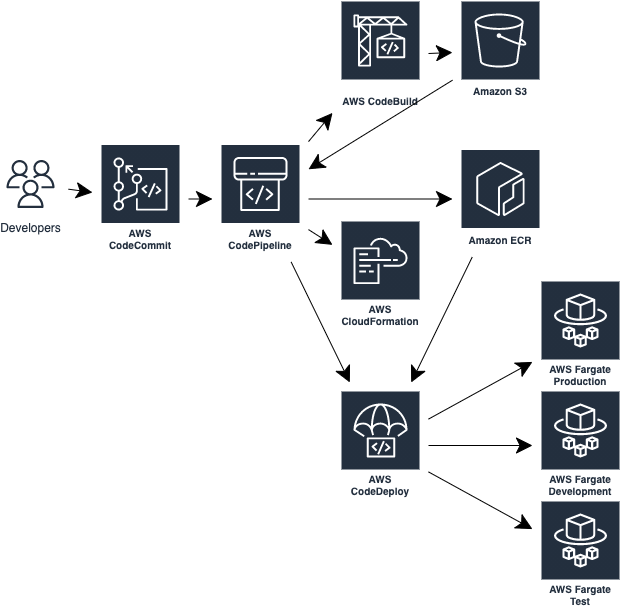 AWS CodeBuild
Amazon S3
Developers
AWS
CodeCommit
AWS
CodePipeline
Amazon ECR
AWS
CloudFormation
AWS Fargate
Production
AWS
CodeDeploy
AWS Fargate
Development
AWS Fargate
Test